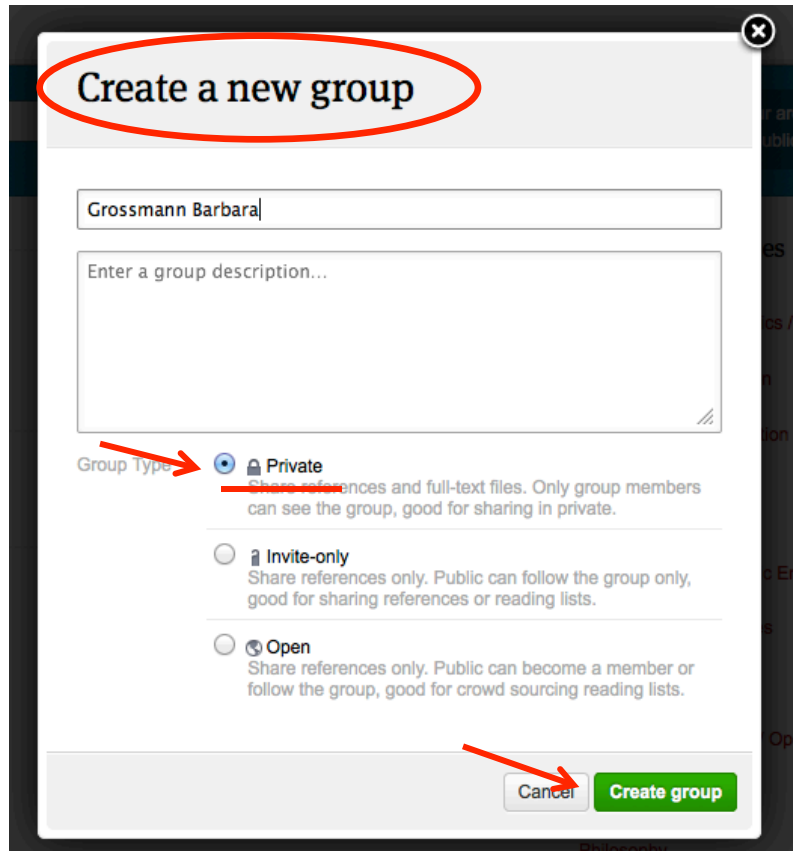 Create a new group
Grossmann Barbara
Enter a group description...
Group Type
Private
Share references and full-text files. Only group members
can see the group, good for sharing in private.
Invite-only
Share references only. Public can follow the group only,
good for sharing references or reading lists.
Open
Share references only. Public can become a member or
follow the group, good for crowd sourcing reading lists.
Cancel Create group
Philosophy